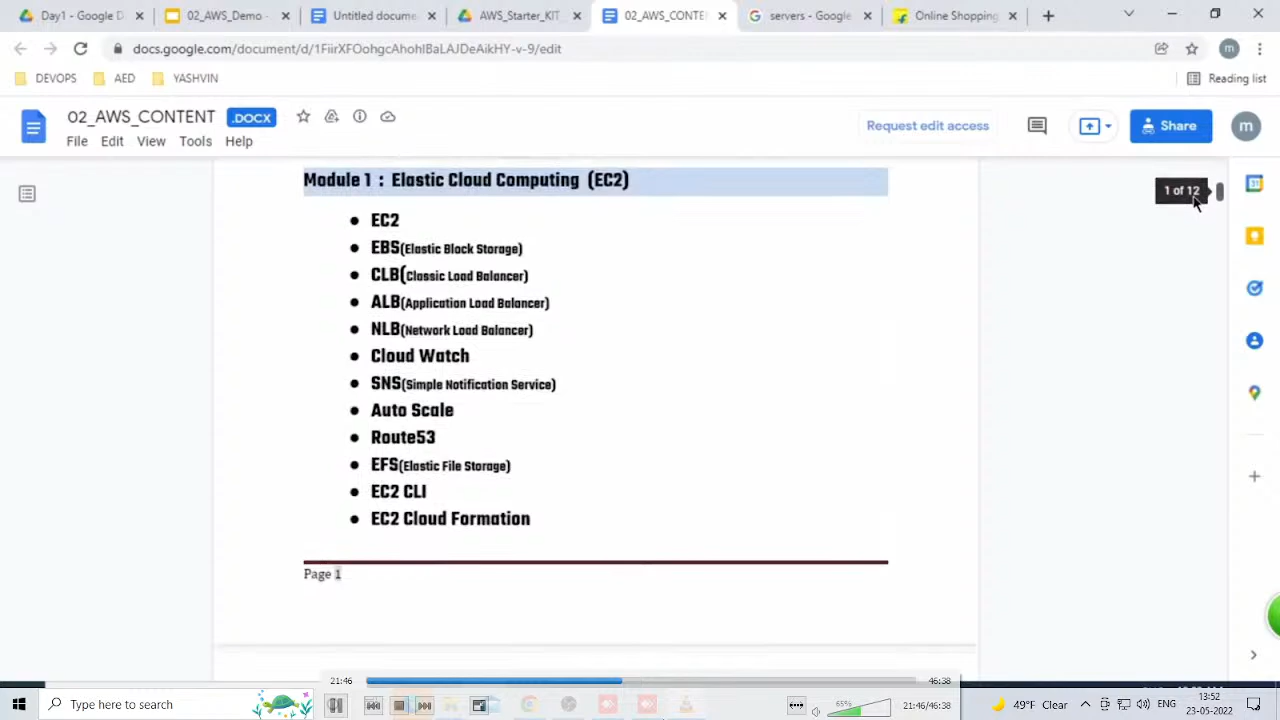 Day1 - Google D
02_AWS_Demo -
Untitled docume
AWS_Starter_KIT
02_AWS_CONTE
servers - Google
Online Shopping
docs.google.com/document/d/1FiirXFOohgcAhohIBaLAJDeAikHY-v-9/edit
m
DEVOPS
AED
YASHVIN
Reading list
02_AWS_CONTENT
.DOCX
Request edit access
Share
m
File Edit View Tools Help
Module 1 : Elastic Cloud Computing (EC2)
1 of 12
31
● EC2
● EBS(Elastic Block Storage)
● CLB(Classic Load Balancer)
● ALB(Application Load Balancer)
● NLB(Network Load Balancer)
● Cloud Watch
● SNS(Simple Notification Service)
● Auto Scale
● Route53
● EFS(Elastic File Storage)
● EC2 CLI
● EC2 Cloud Formation
Page 1
21:46
46:38
Type here to search
65%
21:46/46:38
49°F Clear
ENG
13:52
23-05-2022